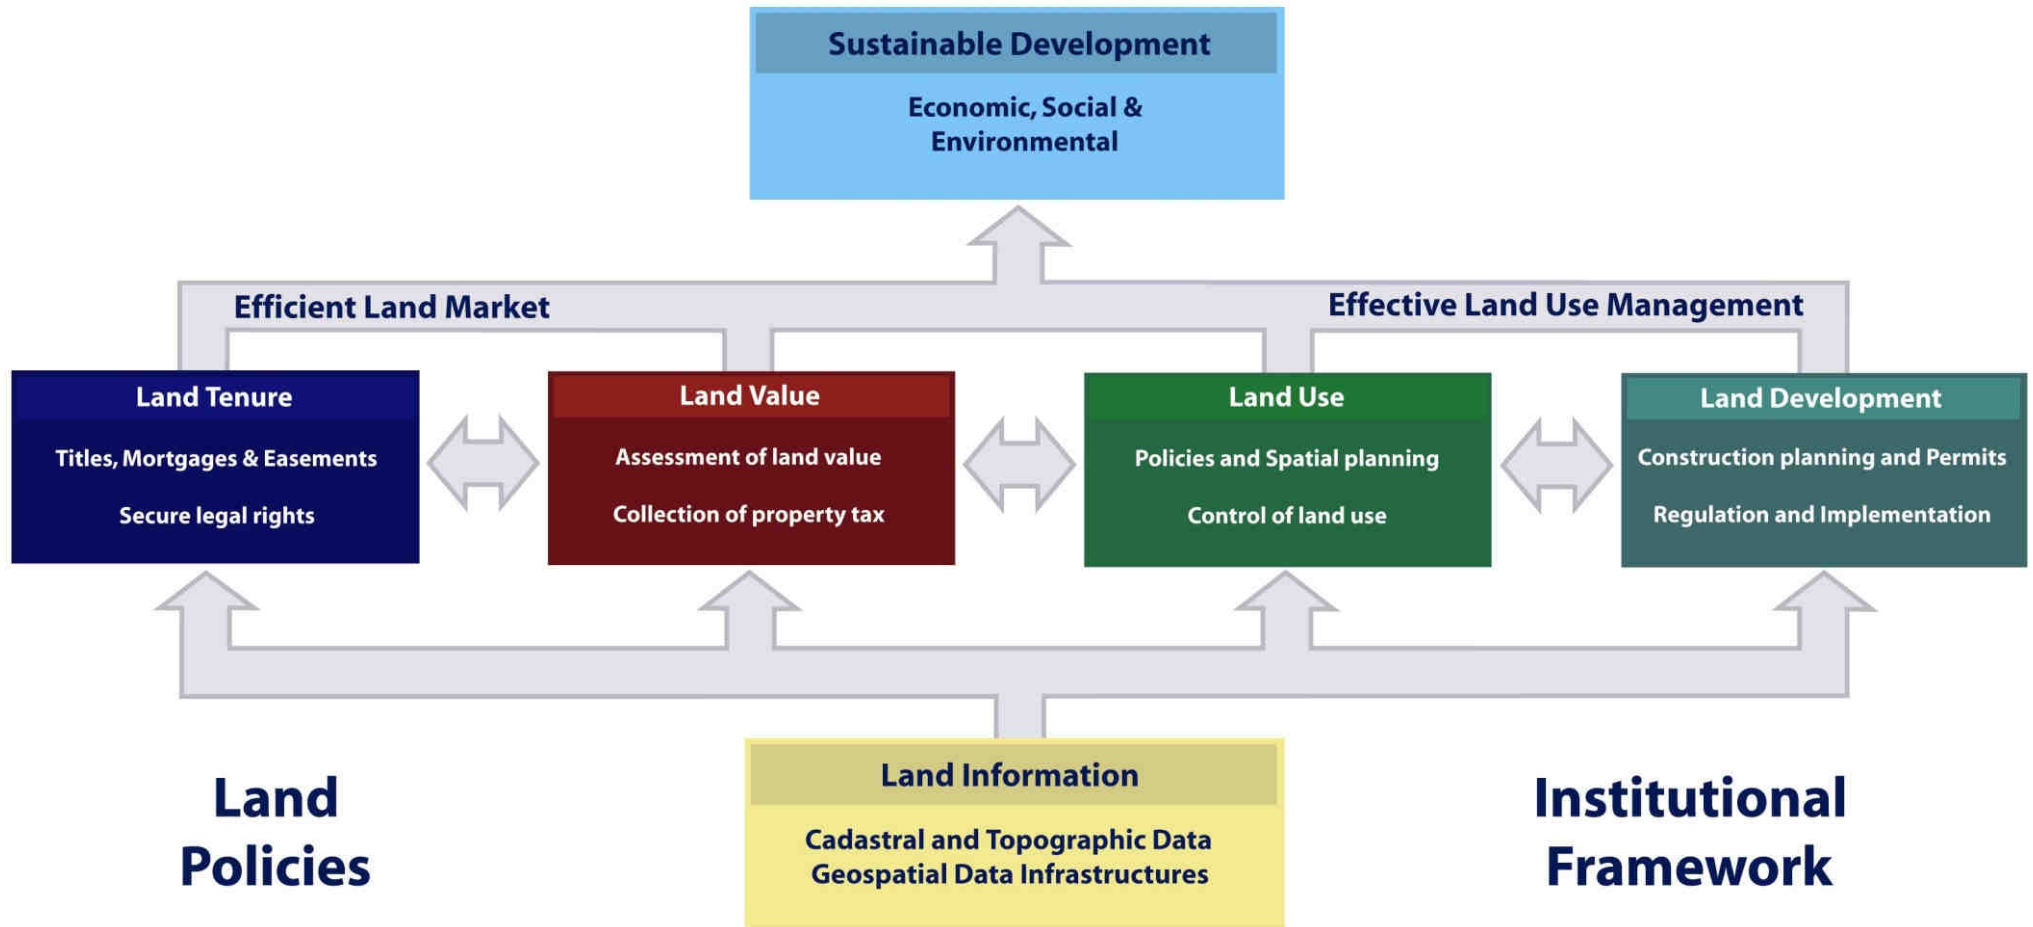 Sustainable Development
Economic, Social &
Environmental
Efficient Land Market
Effective Land Use Management
Land Tenure
Titles, Mortgages & Easements
Secure legal rights
Land Value
Assessment of land value
Collection of property tax
Land Use
Policies and Spatial planning
Control of land use
Land Development
Construction planning and Permits
Regulation and Implementation
Land
Policies
Land Information
Cadastral and Topographic Data
Geospatial Data Infrastructures
Institutional
Framework